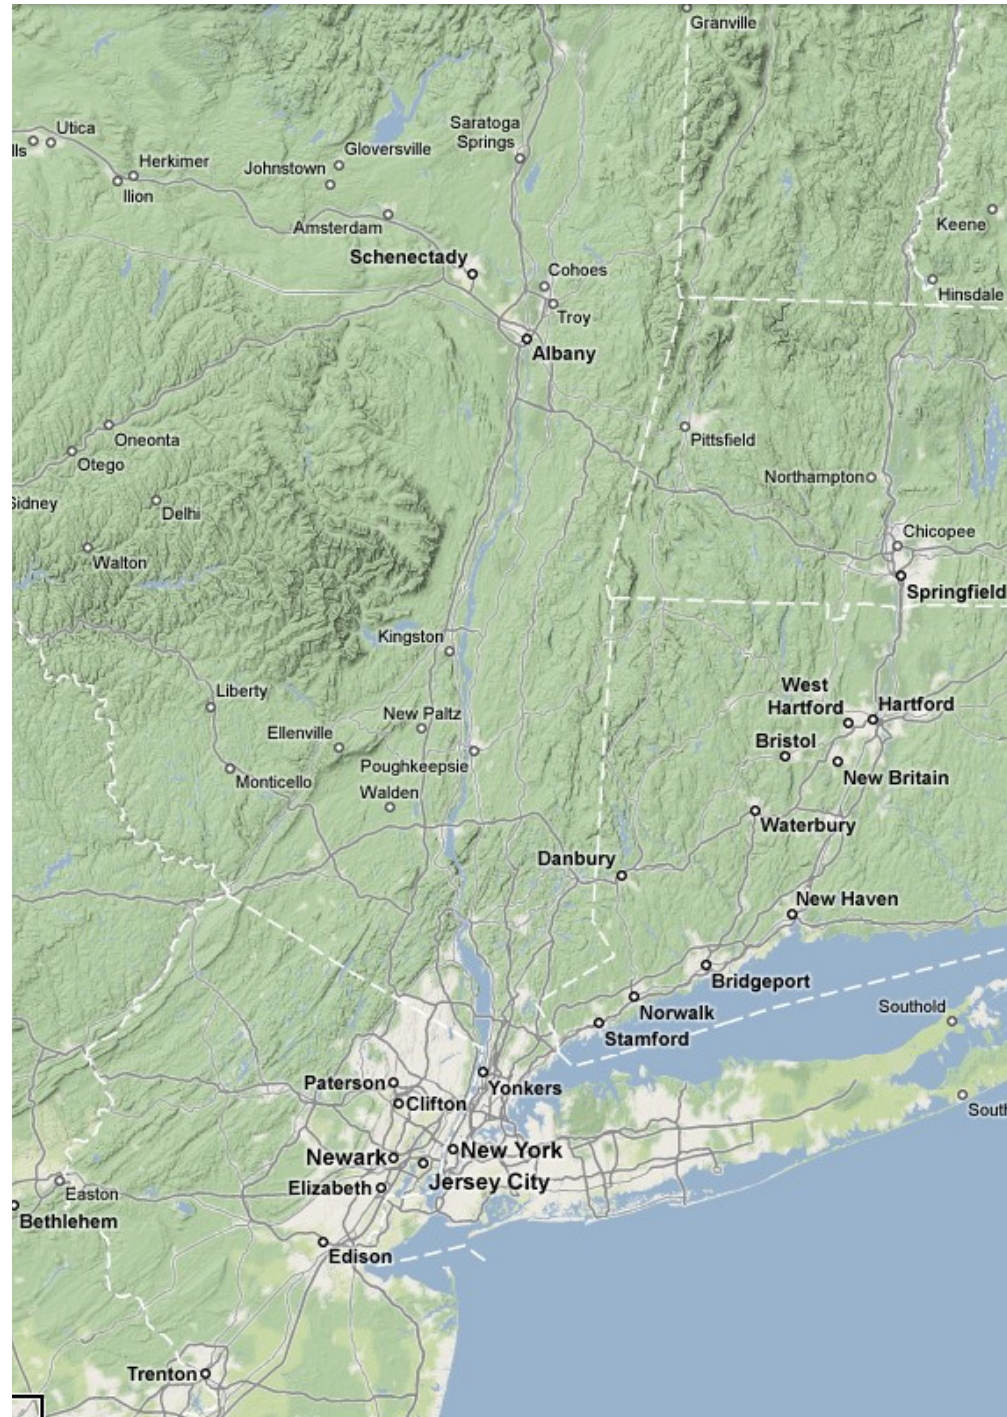 Granville
Utica
lls
Saratoga
Springs
Gloversville
Herkimer
Johnstown
Ilion
Amsterdam
Keene
Schenectady
Cohoes
Hinsdale
Troy
Albany
Oneonta
Pittsfield
Otego
Northampton
Sidney
Delhi
Chicopee
Walton
Springfield
Kingston
Liberty
West
Hartford
Hartford
New Paltz
Ellenville
Bristol
Poughkeepsie
New Britain
Monticello
Walden
Waterbury
Danbury
New Haven
Bridgeport
Southold
Norwalk
Stamford
Paterson
Yonkers
Clifton
South
New York
Newark
Jersey City
Elizabeth
Easton
Bethlehem
Edison
Trenton